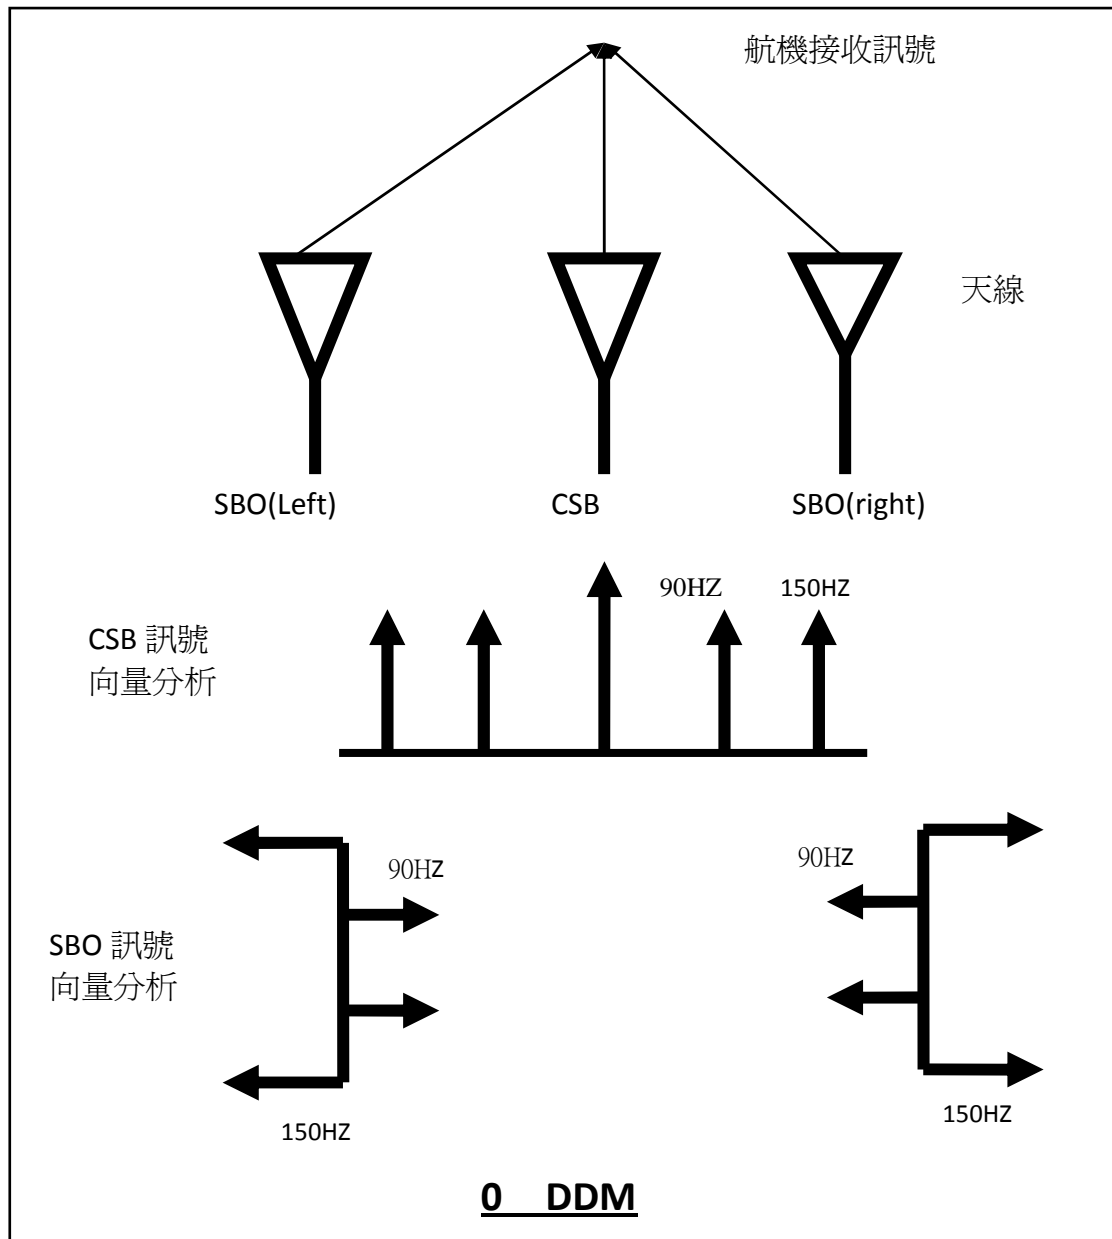 航機接收訊號
天線
SBO(Left)
CSB
SBO(right)
90HZ
150HZ
CSB 訊號
向量分析
90HZ
90HZ
SBO 訊號
向量分析
150HZ
150HZ
0 DDM